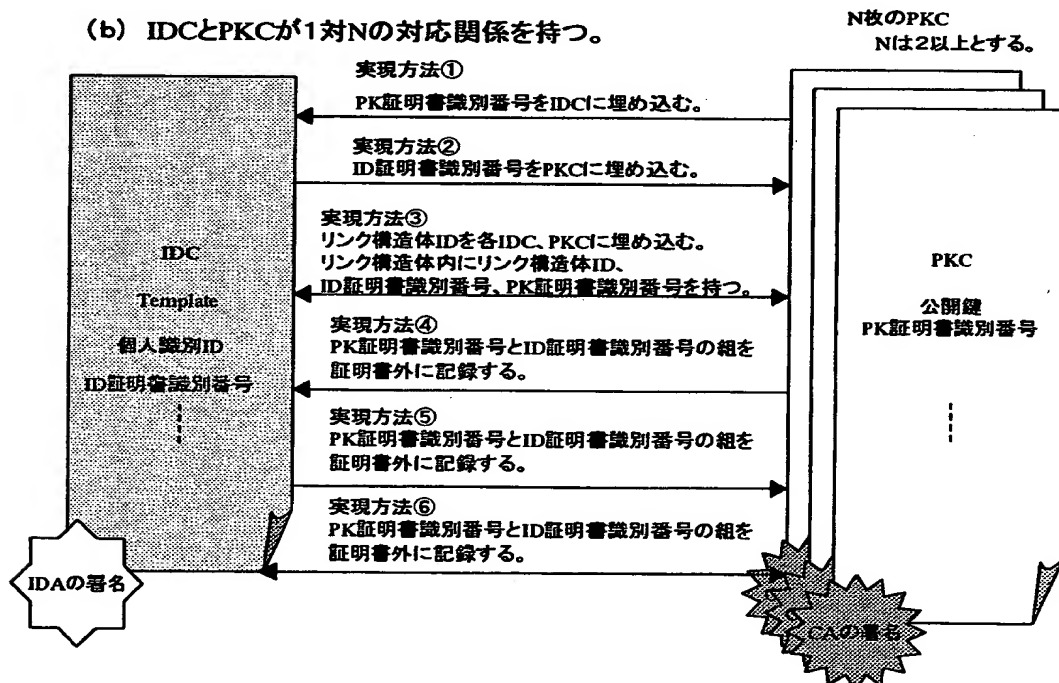 (b) IDCとPKCが1対Nの対応関係を持つ。
N枚のPKC
Nは2以上とする。
実現方法①
PK証明書識別番号をIDCに埋め込む。
実現方法②
ID証明書識別番号をPKCに埋め込む。
実現方法③
リンク構造体IDを各IDC、PKCに埋め込む。
リンク構造体内にリンク構造体ID、
ID証明書識別番号、PK証明書識別番号を持つ。
実現方法④
PK証明書識別番号とID証明書識別番号の組を
証明書外に記録する。
実現方法⑤
PK証明書識別番号とID証明書識別番号の組を
証明書外に記録する。
実現方法⑥
PK証明書識別番号とID証明書識別番号の組を
証明書外に記録する。
IDC
Template
個人識別ID
ID証明書識別番号
IDAの署名
PKC
公開鍵
PK証明書識別番号
CAの署名